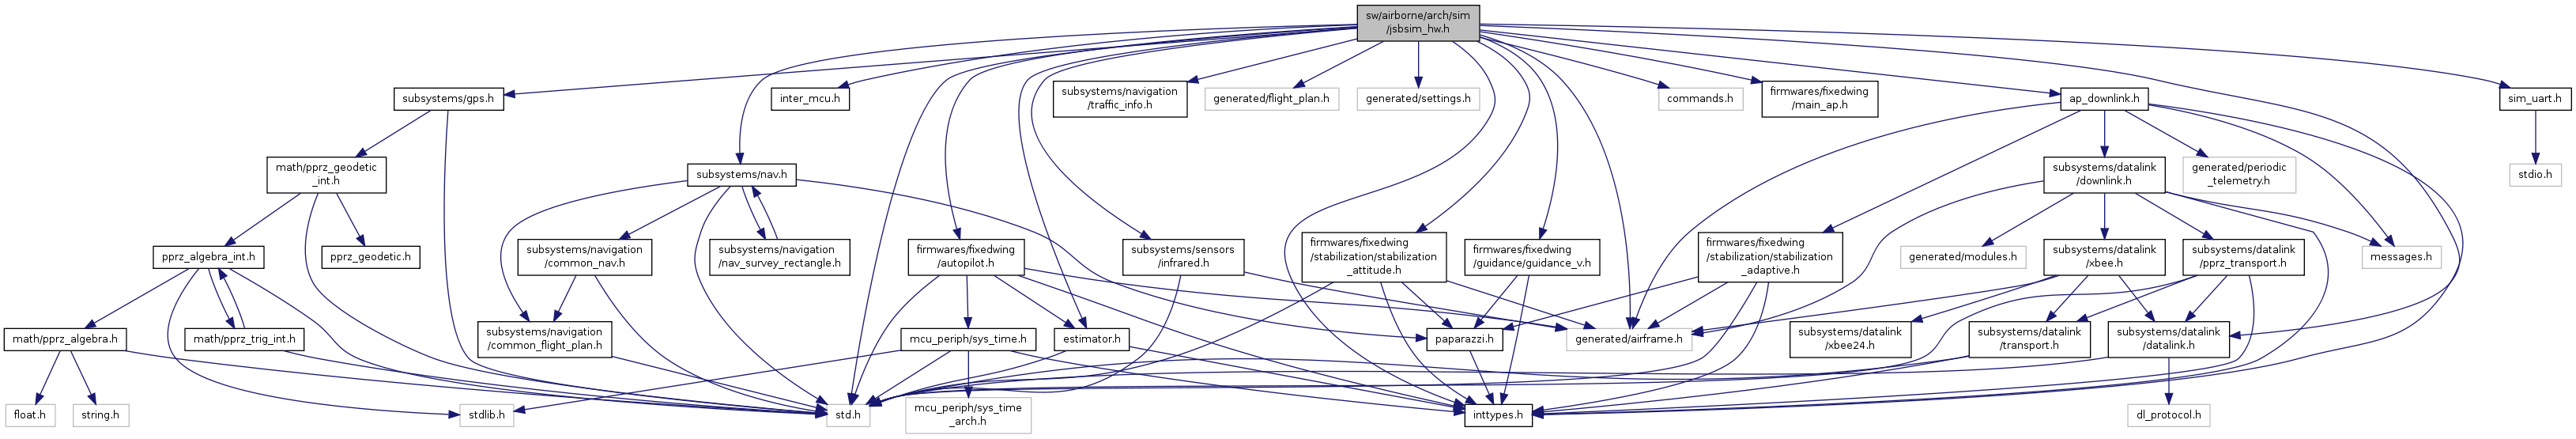 sw/airborne/arch/sim
/jsbsim_hw.h
subsystems/gps.h
inter_mcu.h
subsystems/navigation
/traffic_info.h
generated/flight_plan.h
generated/settings.h
commands.h
firmwares/fixedwing
/main_ap.h
ap_downlink.h
sim_uart.h
math/pprz_geodetic
_int.h
subsystems/nav.h
subsystems/datalink
/downlink.h
generated/periodic
_telemetry.h
stdio.h
pprz_algebra_int.h
pprz_geodetic.h
subsystems/navigation
/common_nav.h
subsystems/navigation
/nav_survey_rectangle.h
firmwares/fixedwing
/autopilot.h
subsystems/sensors
/infrared.h
firmwares/fixedwing
/stabilization/stabilization
_attitude.h
firmwares/fixedwing
/guidance/guidance_v.h
firmwares/fixedwing
/stabilization/stabilization
_adaptive.h
generated/modules.h
subsystems/datalink
/xbee.h
subsystems/datalink
/pprz_transport.h
messages.h
math/pprz_algebra.h
math/pprz_trig_int.h
subsystems/navigation
/common_flight_plan.h
mcu_periph/sys_time.h
estimator.h
paparazzi.h
generated/airframe.h
subsystems/datalink
/xbee24.h
subsystems/datalink
/transport.h
subsystems/datalink
/datalink.h
float.h
string.h
stdlib.h
std.h
mcu_periph/sys_time
_arch.h
inttypes.h
dl_protocol.h